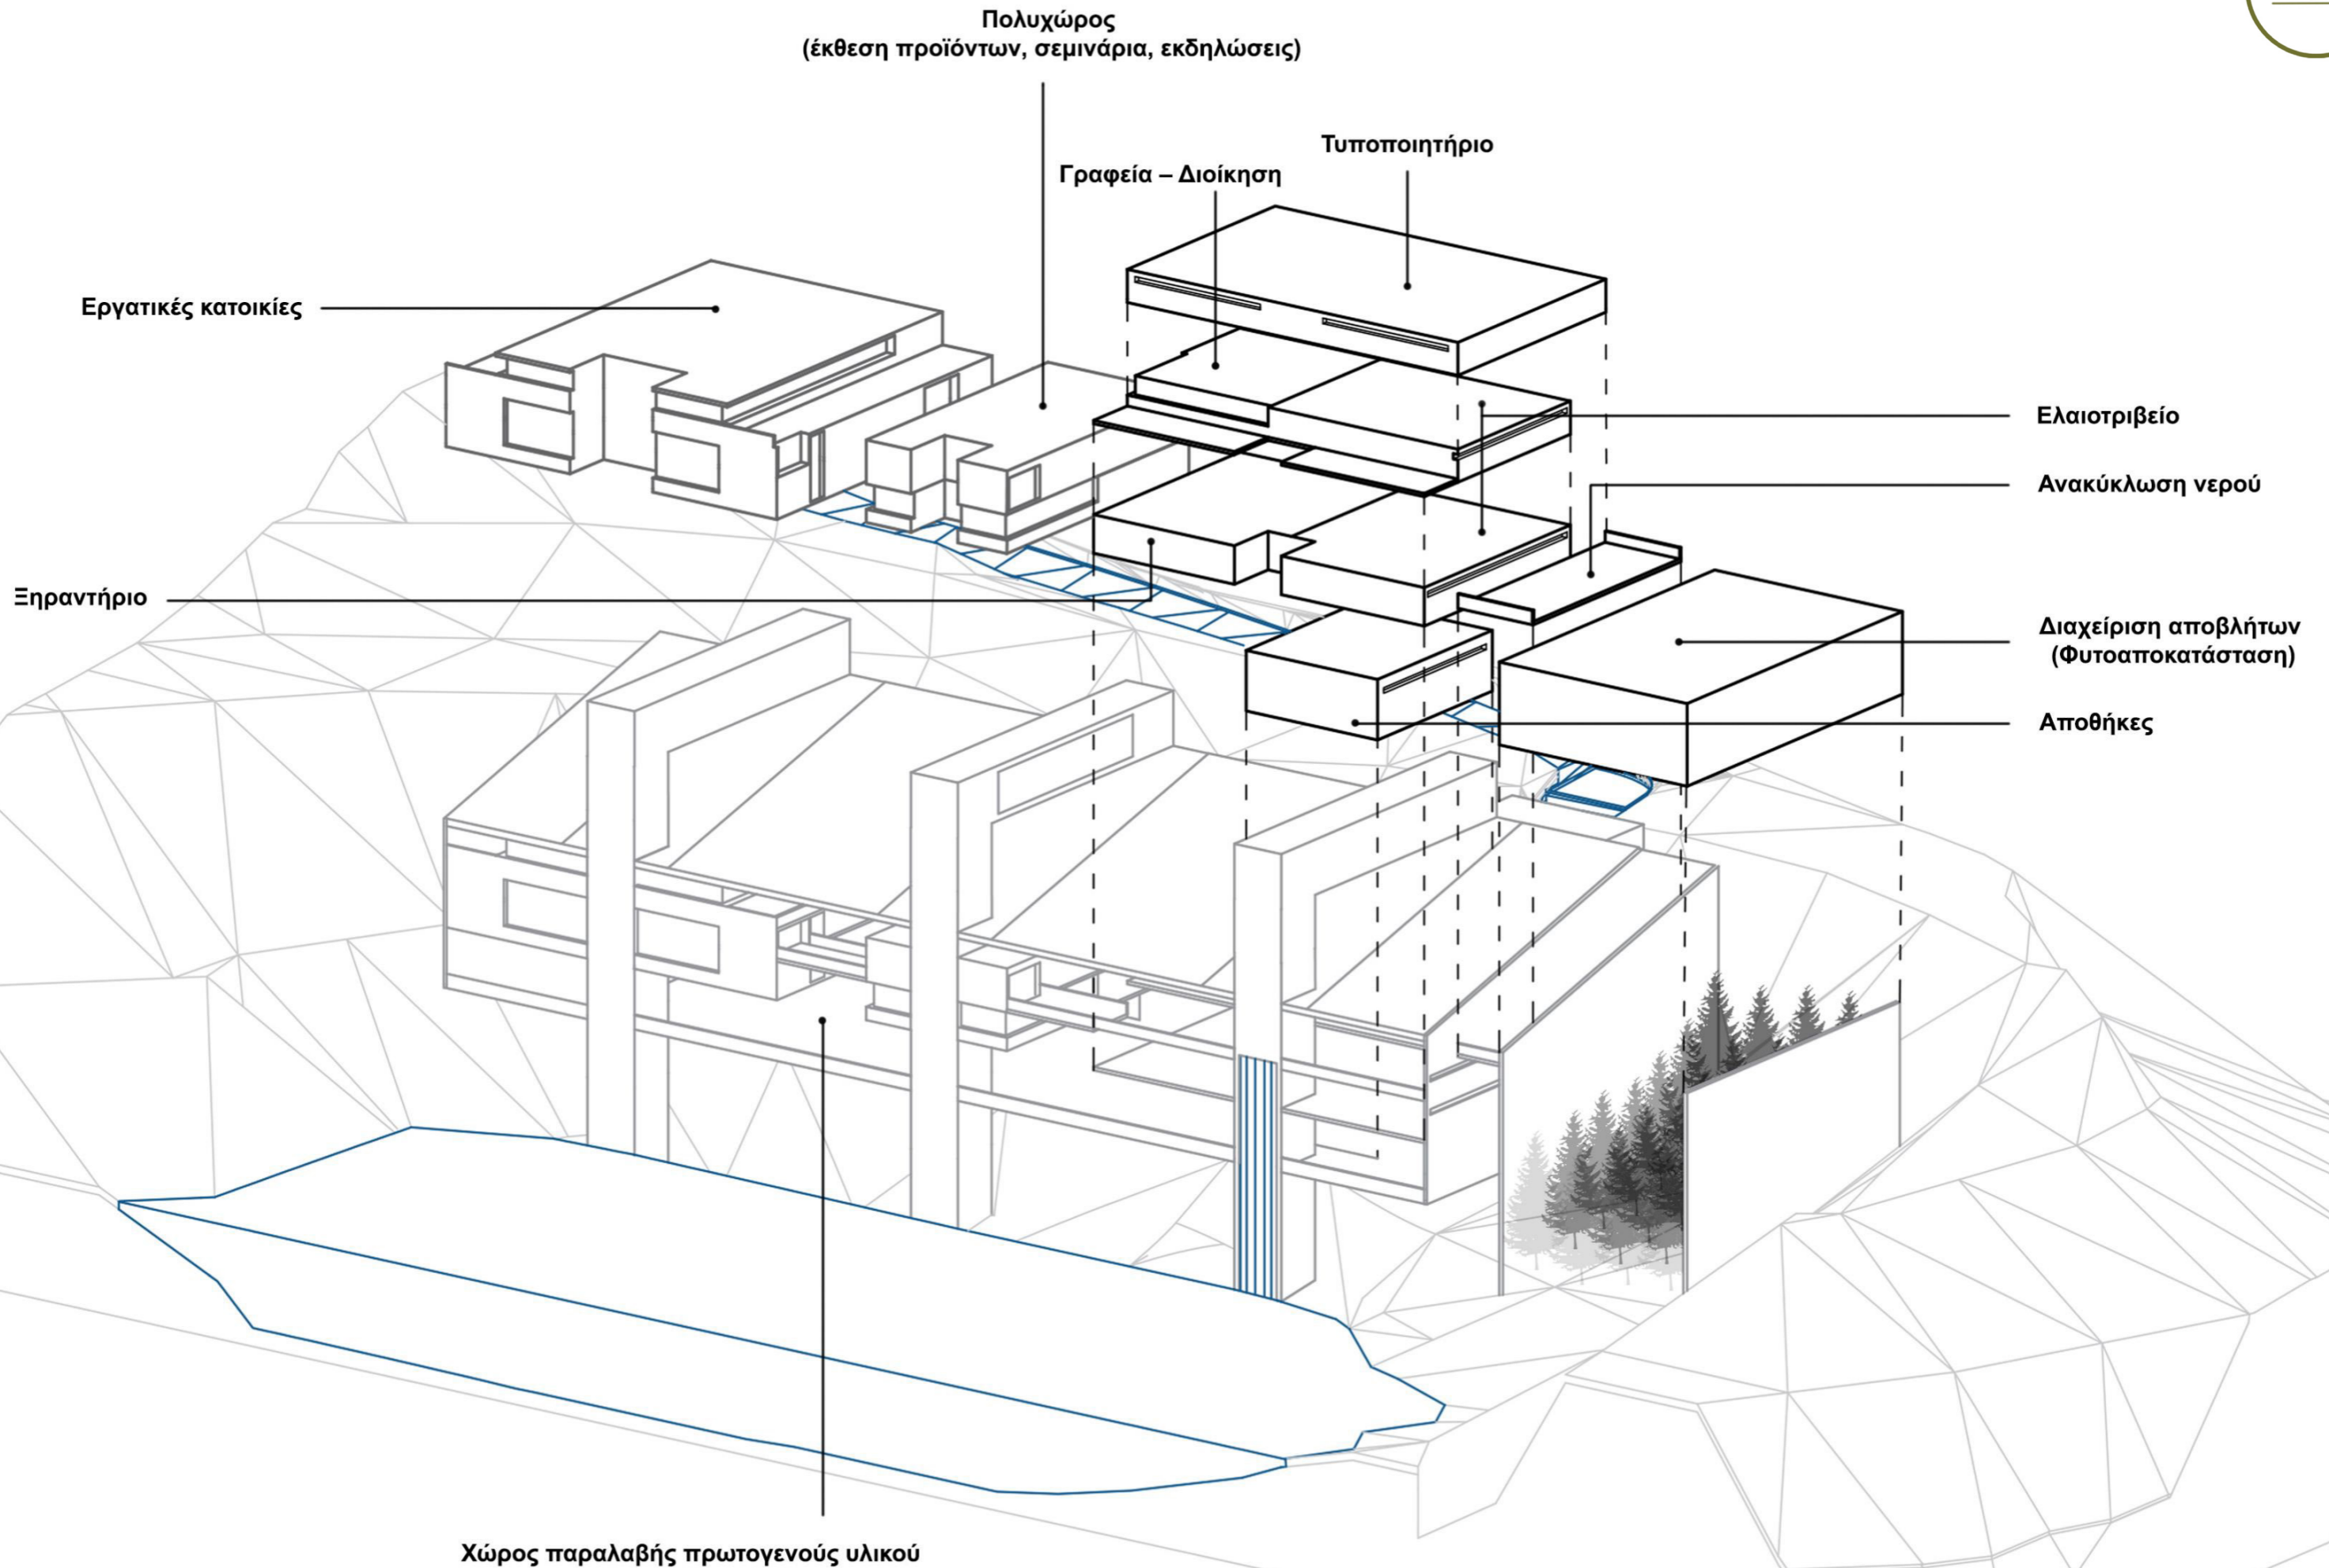 Πολυχώρος
(έκθεση προϊόντων, σεμινάρια, εκδηλώσεις)
Τυποποιητήριο
Γραφεία – Διοίκηση
Εργατικές κατοικίες
Ελαιοτριβείο
Ανακύκλωση νερού
Ξηραντήριο
Διαχείριση αποβλήτων
(Φυτοαποκατάσταση)
Αποθήκες
Χώρος παραλαβής πρωτογενούς υλικού